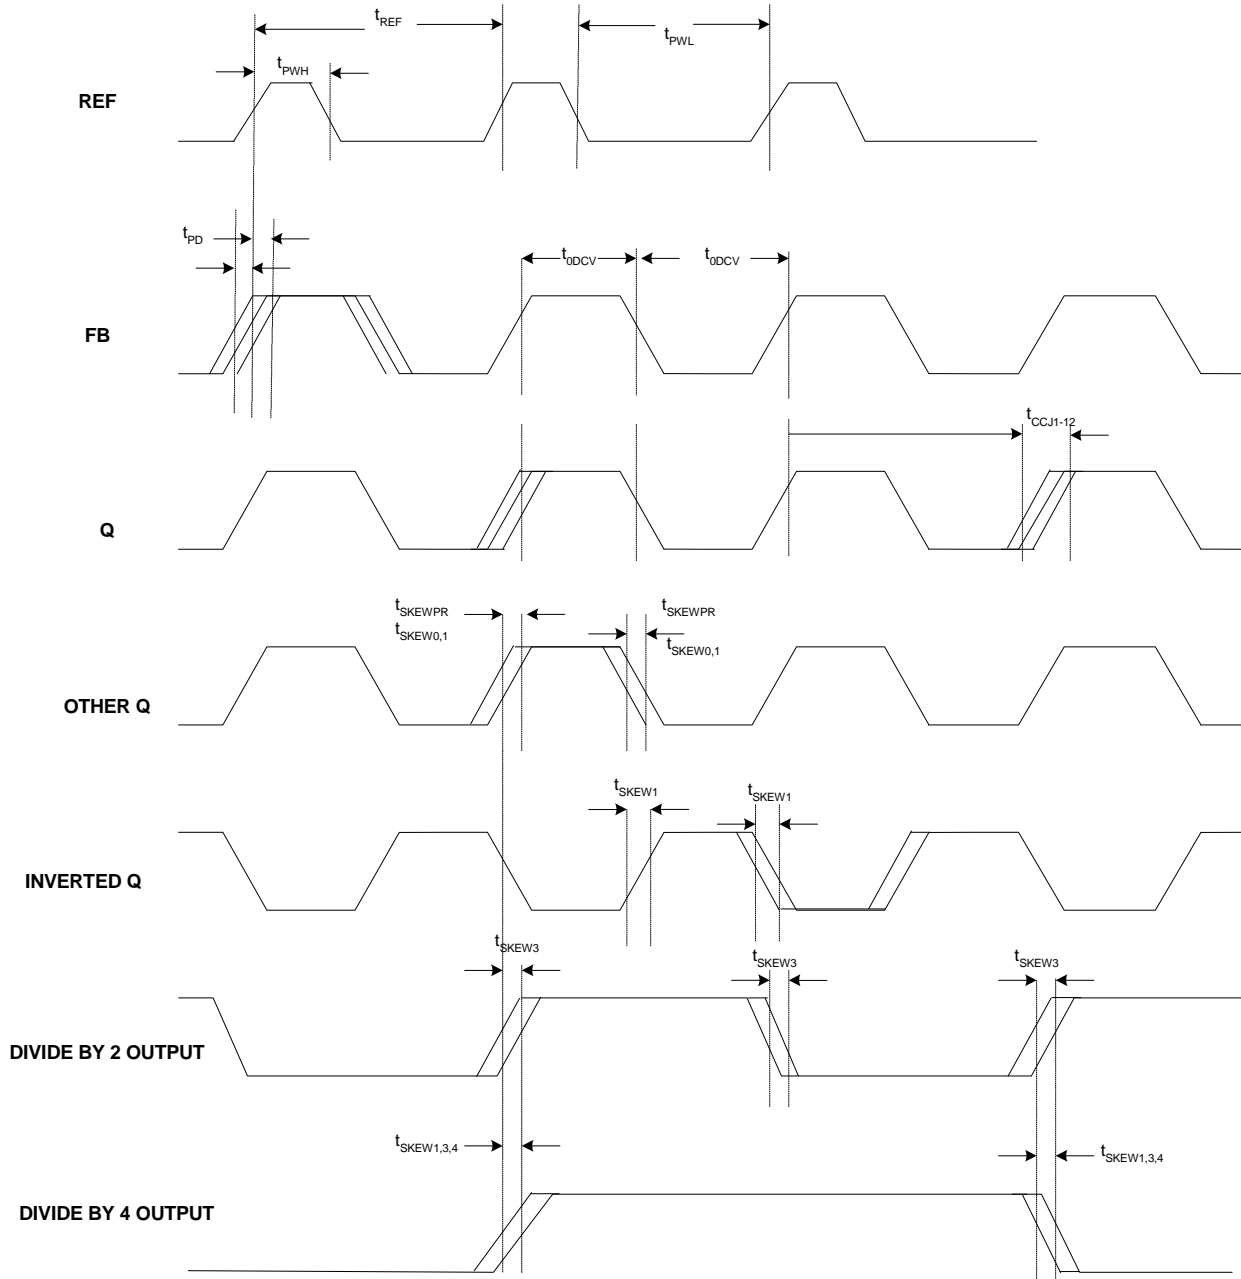 tREF
tPWL
tPWH
REF
tPD
t0DCV
t0DCV
FB
tCCJ1-12
Q
tSKEWPR
tSKEW0,1
tSKEWPR
tSKEW0,1
OTHER Q
tSKEW1
tSKEW1
INVERTED Q
tSKEW3
tSKEW3
tSKEW3
DIVIDE BY 2 OUTPUT
tSKEW1,3,4
tSKEW1,3,4
DIVIDE BY 4 OUTPUT